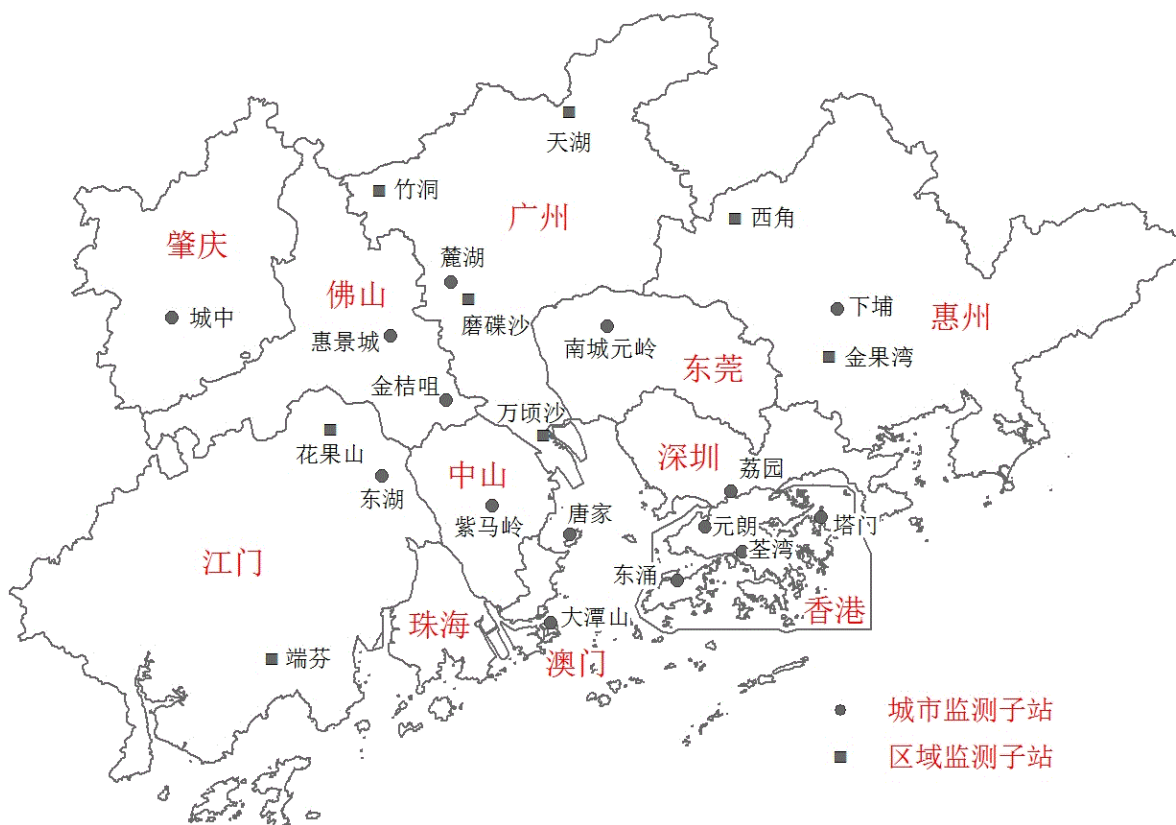 天湖
竹洞
广州
西角
肇庆
麓湖
佛山
磨碟沙
下埔
惠州
城中
惠景城
南城元岭
东莞
金果湾
金桔咀
万顷沙
花果山
深圳
中山
东湖
荔园
紫马岭
唐家
元朗
塔门
荃湾
江门
东涌
香港
珠海
大潭山
端芬
澳门
城市监测子站
区域监测子站